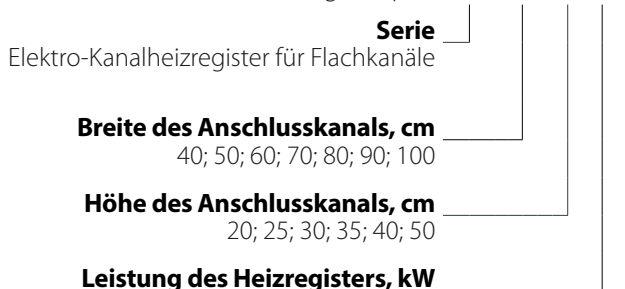 Serie
Elektro-Kanalheizregister für Flachkanäle
Breite des Anschlusskanals, cm
40; 50; 60; 70; 80; 90; 100
Höhe des Anschlusskanals, cm
20; 25; 30; 35; 40; 50
Leistung des Heizregisters, kW